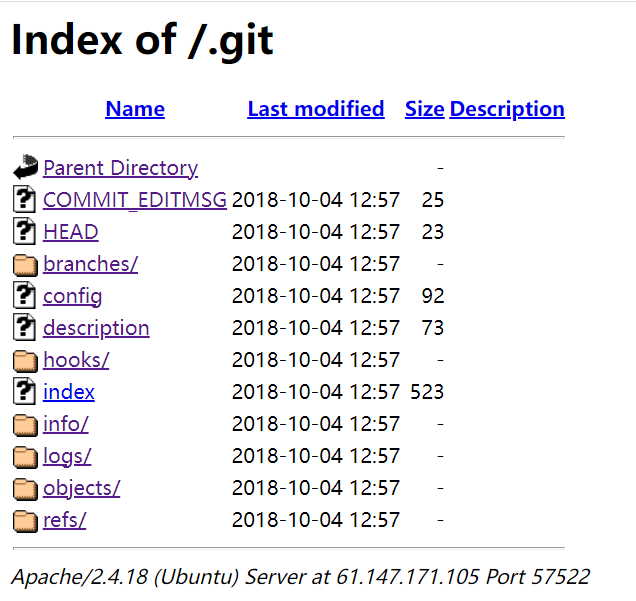 Index of /.git
Name Last modified Size Description
Parent Directory -
COMMIT_EDITMSG 2018-10-04 12:57 25
HEAD 2018-10-04 12:57 23
branches/ 2018-10-04 12:57 -
config 2018-10-04 12:57 92
description 2018-10-04 12:57 73
hooks/ 2018-10-04 12:57 -
index 2018-10-04 12:57 523
info/ 2018-10-04 12:57 -
logs/ 2018-10-04 12:57 -
objects/ 2018-10-04 12:57 -
refs/ 2018-10-04 12:57 -
Apache/2.4.18 (Ubuntu) Server at 61.147.171.105 Port 57522